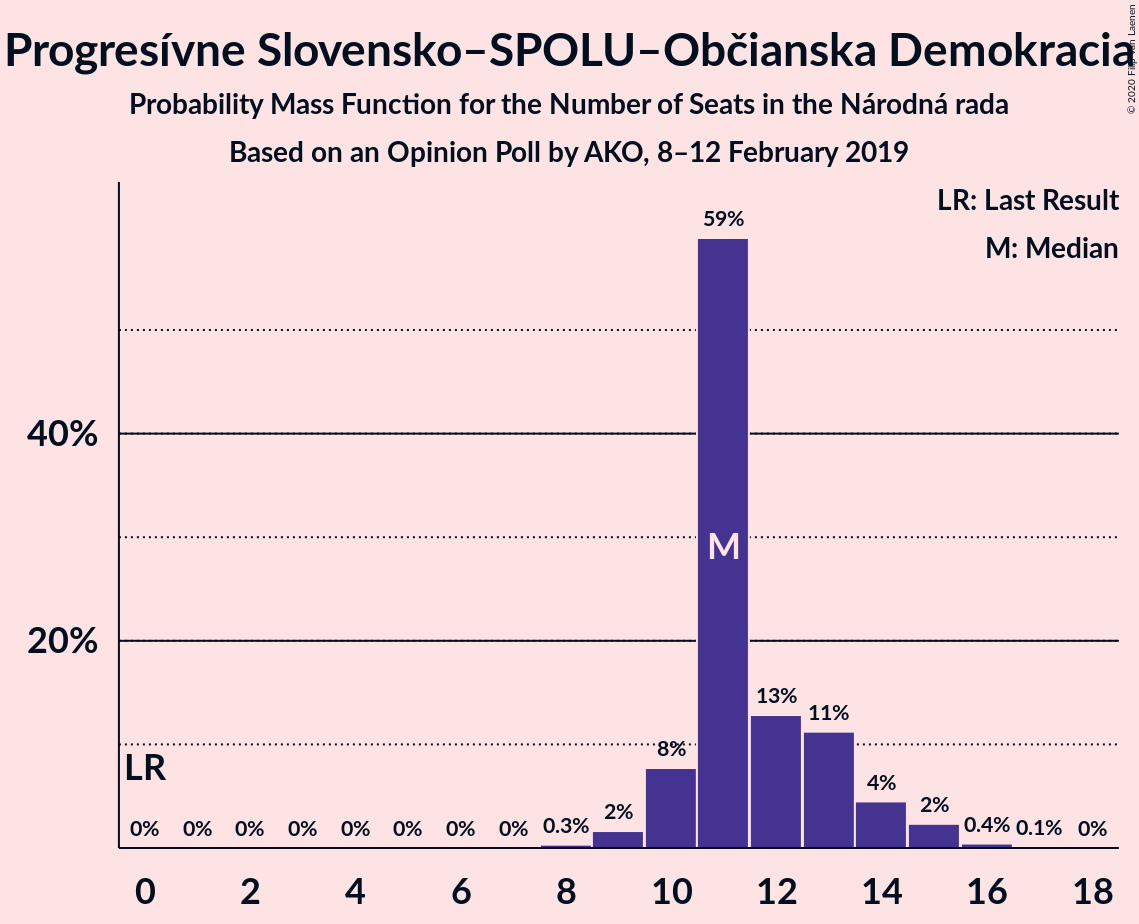 Progresívne Slovensko–SPOLU–Občianska Demokracia
© 2020 Filip van Laenen
Probability Mass Function for the Number of Seats in the Národná rada
Based on an Opinion Poll by AKO, 8–12 February 2019
LR: Last Result
M: Median
59%
40%
M
20%
13%
11%
8%
LR
4%
2%
2%
0% 0% 0% 0% 0% 0% 0% 0% 0.3% 0.4% 0.1% 0%
0 2 4 6 8 10 12 14 16 18